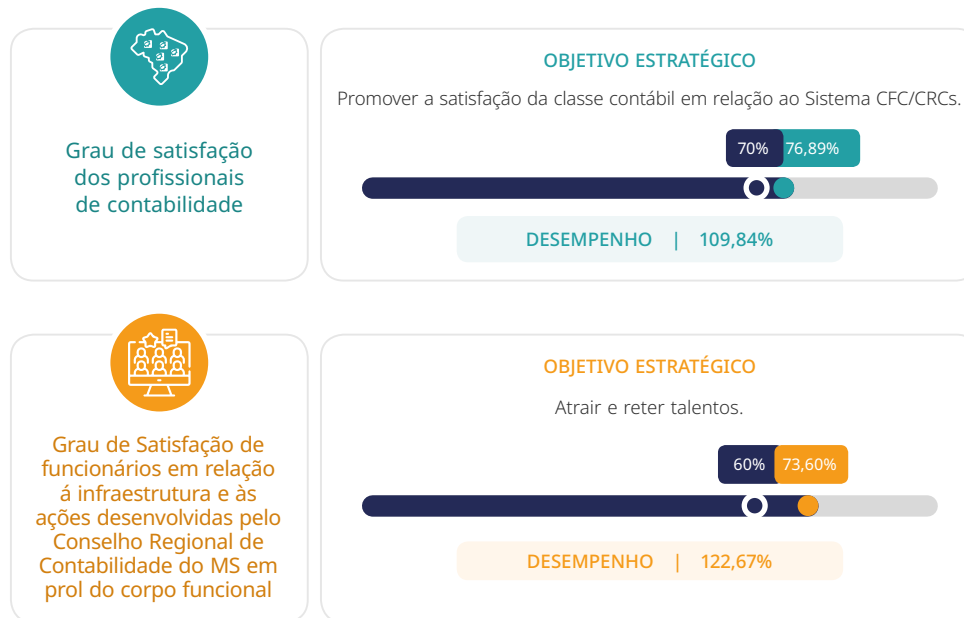 Grau de satisfação
dos profissionais
de contabilidade
OBJETIVO ESTRATÉGICO
Promover a satisfação da classe contábil em relação ao Sistema CFC/CRCs.
70% 76,89%
DESEMPENHO | 109,84%
Grau de Satisfação de
funcionários em relação
á infraestrutura e às
ações desenvolvidas pelo
Conselho Regional de
Contabilidade do MS em
prol do corpo funcional
OBJETIVO ESTRATÉGICO
Atrair e reter talentos.
60% 73,60%
DESEMPENHO | 122,67%